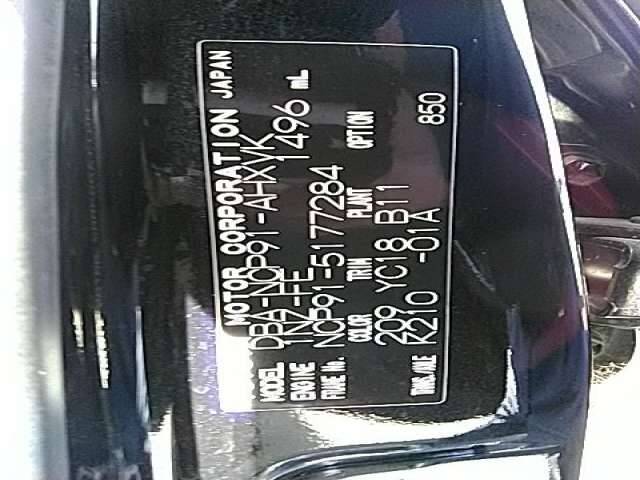 MOTOR CORPORATION JAPAN
MODEL DBA-NCP91-AHXVK
ENGINE 1NZ-FE 1496 mL
FRAME No. NCP91-5177284
COLOR TRIM PLANT OPTION
209 YC18 B11
K210 -01A 850
TRANS./AXLE